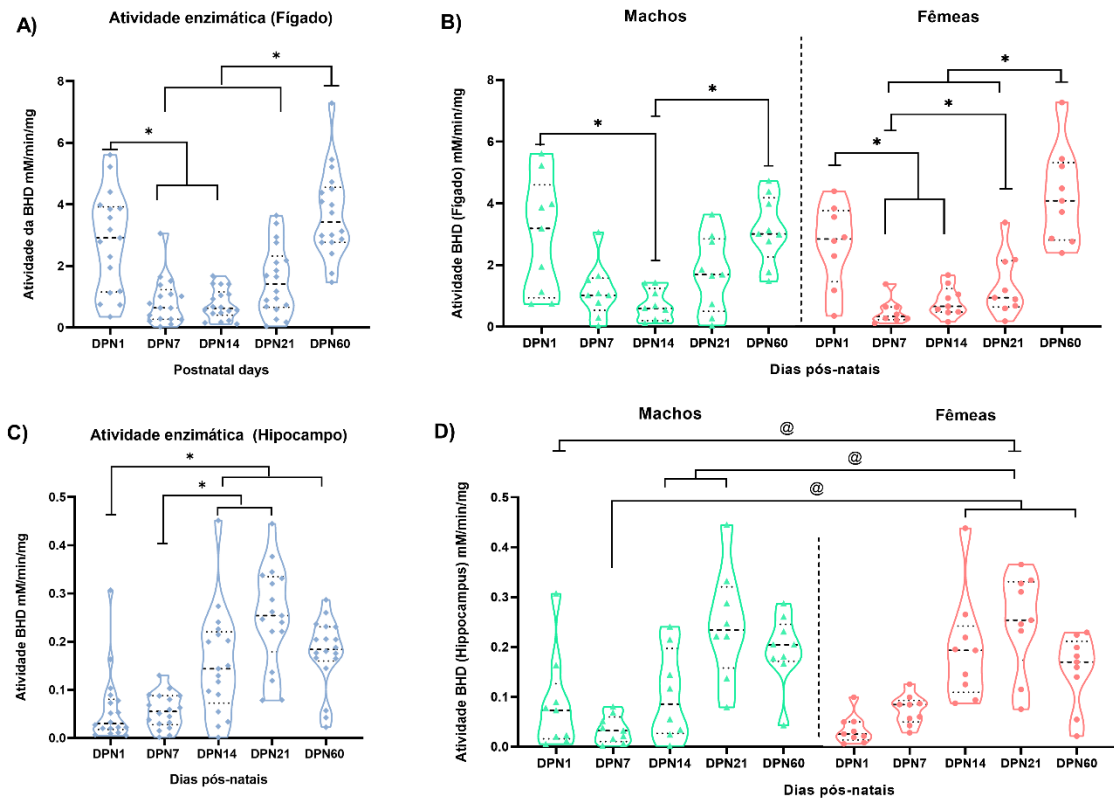 A)
Atividade enzimática (Fígado)
Atividade da BHD mM/min/mg
8
6
4
2
0
*
*
DPN1 DPN7 DPN14 DPN21 DPN60
Postnatal days
B)
Machos
Fêmeas
Atividade BHD (Fígado) mM/min/mg
8
6
4
2
0
*
*
*
*
*
DPN1 DPN7 DPN14 DPN21 DPN60 DPN1 DPN7 DPN14 DPN21 DPN60
Dias pós-natais
C)
Atividade enzimática (Hipocampo)
Atividade BHD mM/min/mg
0.5
0.4
0.3
0.2
0.1
0.0
*
*
DPN1 DPN7 DPN14 DPN21 DPN60
Dias pós-natais
D)
Machos
Fêmeas
@
@
@
Atividade BHD (Hippocampus) mM/min/mg
0.5
0.4
0.3
0.2
0.1
0.0
DPN1 DPN7 DPN14 DPN21 DPN60 DPN1 DPN7 DPN14 DPN21 DPN60
Dias pós-natais